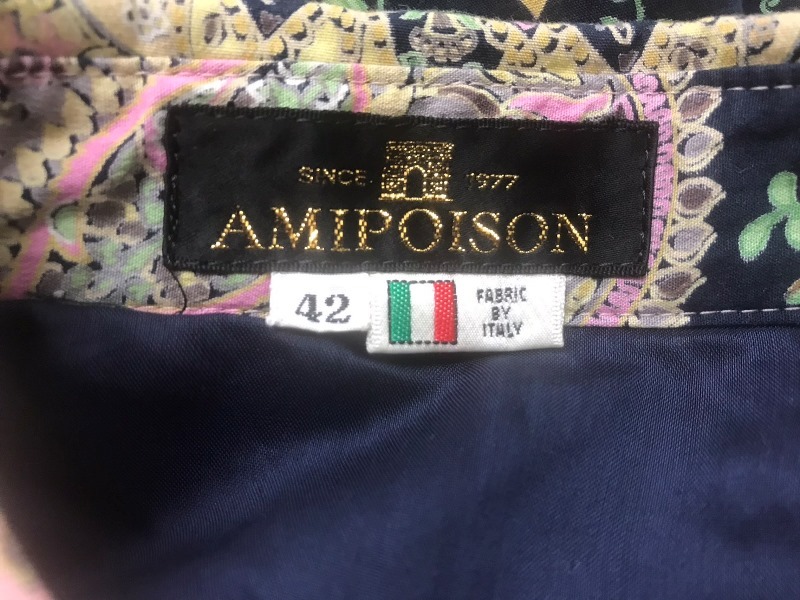 SINCE 1977
AMIPOISON
42
FABRIC
BY
ITALY